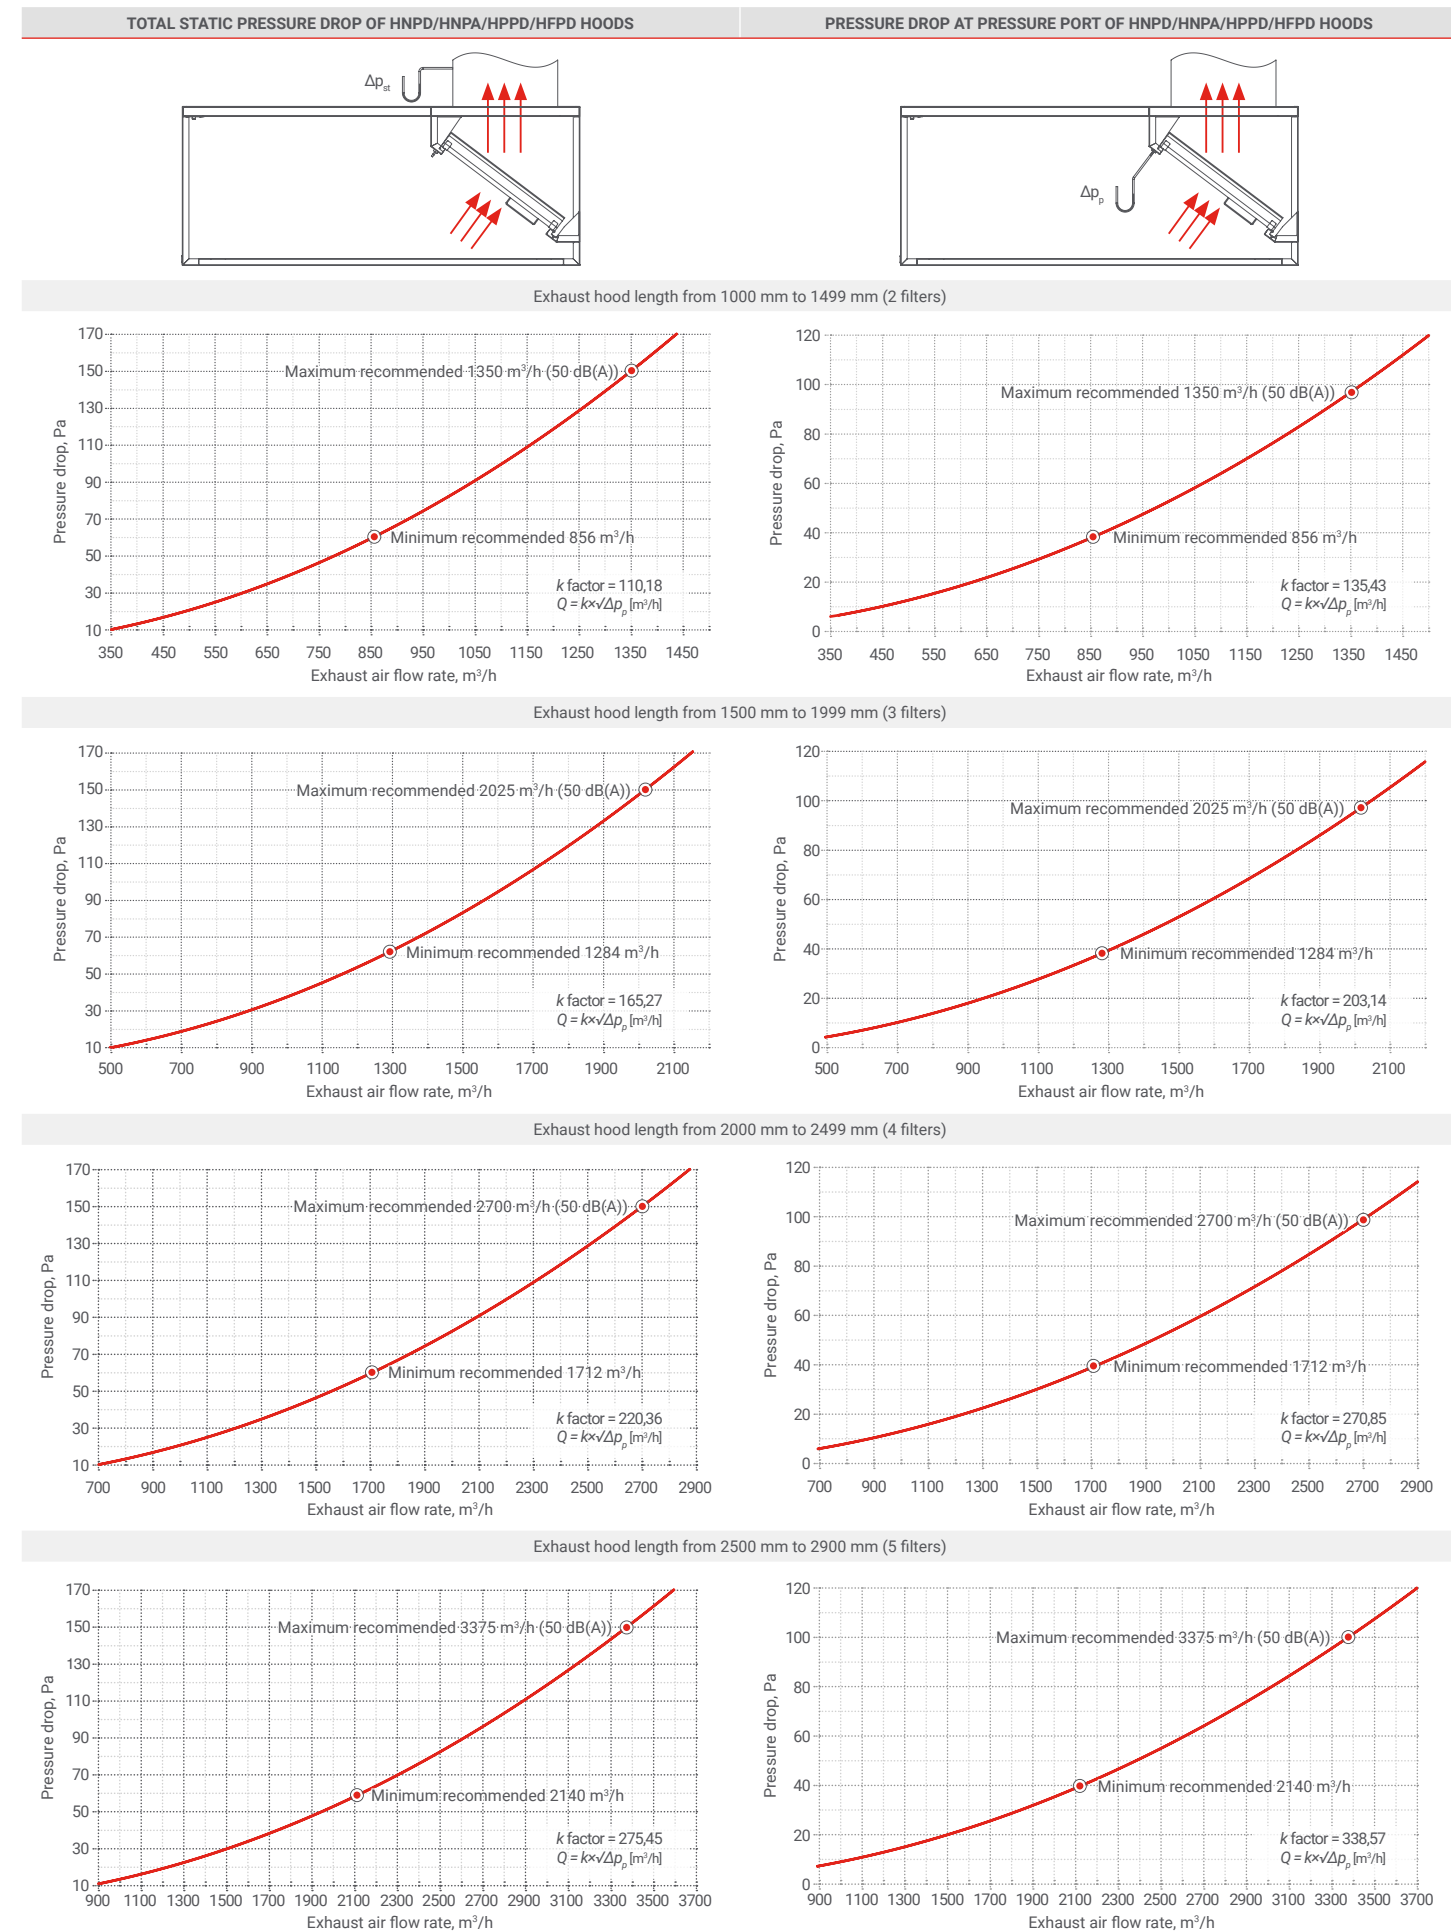 TOTAL STATIC PRESSURE DROP OF HNPD/HNPA/HPPD/HFPD HOODS
PRESSURE DROP AT PRESSURE PORT OF HNPD/HNPA/HPPD/HFPD HOODS
Δpst
Δpp
Exhaust hood length from 1000 mm to 1499 mm (2 filters)
Pressure drop, Pa
170
150
130
110
90
70
50
30
10
Maximum recommended 1350 m³/h (50 dB(A))
Minimum recommended 856 m³/h
k factor = 110,18
Q = k×√Δpp [m³/h]
350 450 550 650 750 850 950 1050 1150 1250 1350 1450
Exhaust air flow rate, m³/h
Pressure drop, Pa
120
100
80
60
40
20
0
Maximum recommended 1350 m³/h (50 dB(A))
Minimum recommended 856 m³/h
k factor = 135,43
Q = k×√Δpp [m³/h]
350 450 550 650 750 850 950 1050 1150 1250 1350 1450
Exhaust air flow rate, m³/h
Exhaust hood length from 1500 mm to 1999 mm (3 filters)
Pressure drop, Pa
170
150
130
110
90
70
50
30
10
Maximum recommended 2025 m³/h (50 dB(A))
Minimum recommended 1284 m³/h
k factor = 165,27
Q = k×√Δpp [m³/h]
500 700 900 1100 1300 1500 1700 1900 2100
Exhaust air flow rate, m³/h
Pressure drop, Pa
120
100
80
60
40
20
0
Maximum recommended 2025 m³/h (50 dB(A))
Minimum recommended 1284 m³/h
k factor = 203,14
Q = k×√Δpp [m³/h]
500 700 900 1100 1300 1500 1700 1900 2100
Exhaust air flow rate, m³/h
Exhaust hood length from 2000 mm to 2499 mm (4 filters)
Pressure drop, Pa
170
150
130
110
90
70
50
30
10
Maximum recommended 2700 m³/h (50 dB(A))
Minimum recommended 1712 m³/h
k factor = 220,36
Q = k×√Δpp [m³/h]
700 900 1100 1300 1500 1700 1900 2100 2300 2500 2700 2900
Exhaust air flow rate, m³/h
Pressure drop, Pa
120
100
80
60
40
20
0
Maximum recommended 2700 m³/h (50 dB(A))
Minimum recommended 1712 m³/h
k factor = 270,85
Q = k×√Δpp [m³/h]
700 900 1100 1300 1500 1700 1900 2100 2300 2500 2700 2900
Exhaust air flow rate, m³/h
Exhaust hood length from 2500 mm to 2900 mm (5 filters)
Pressure drop, Pa
170
150
130
110
90
70
50
30
10
Maximum recommended 3375 m³/h (50 dB(A))
Minimum recommended 2140 m³/h
k factor = 275,45
Q = k×√Δpp [m³/h]
900 1100 1300 1500 1700 1900 2100 2300 2700 2500 2700 2900 3100 3300 3500 3700
Exhaust air flow rate, m³/h
Pressure drop, Pa
120
100
80
60
40
20
0
Maximum recommended 3375 m³/h (50 dB(A))
Minimum recommended 2140 m³/h
k factor = 338,57
Q = k×√Δpp [m³/h]
900 1100 1300 1500 1700 1900 2100 2300 2500 2700 2900 3100 3300 3500 3700
Exhaust air flow rate, m³/h